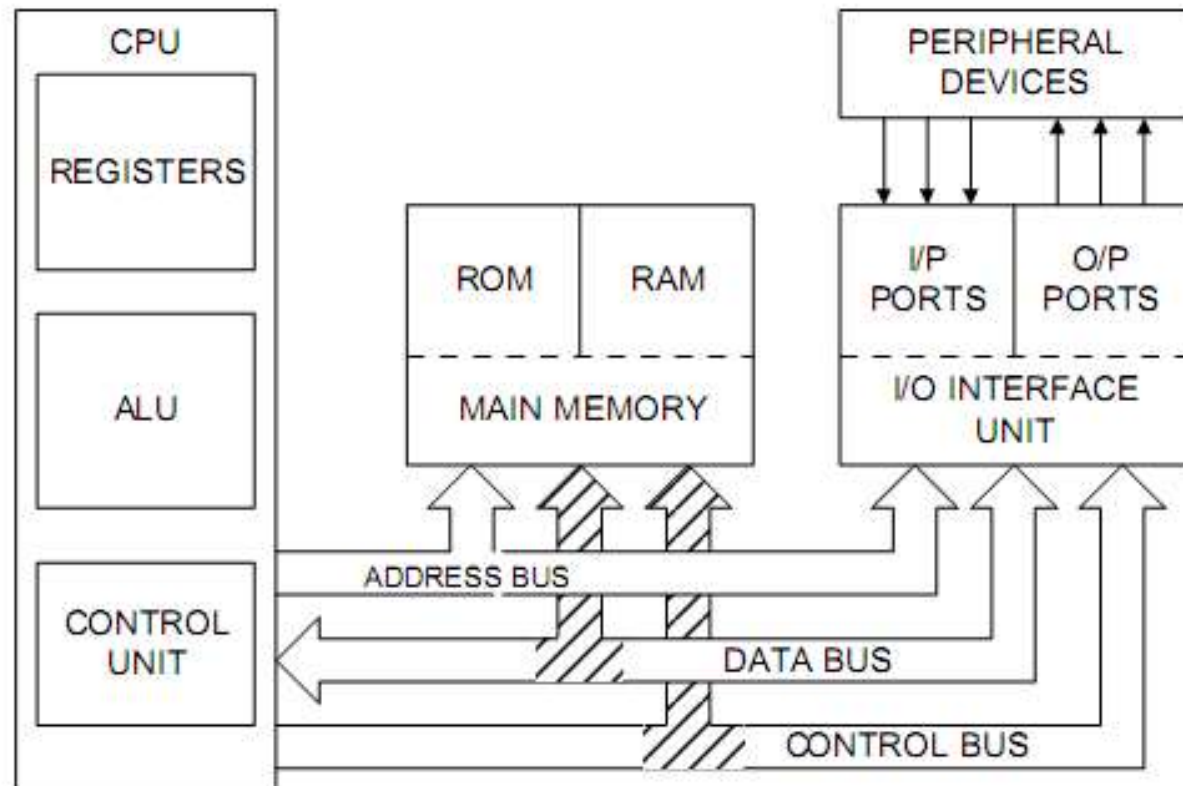 CPU
REGISTERS
ALU
CONTROL
UNIT
ROM
RAM
MAIN MEMORY
PERIPHERAL
DEVICES
I/P
PORTS
O/P
PORTS
I/O INTERFACE
UNIT
ADDRESS BUS
DATA BUS
CONTROL BUS